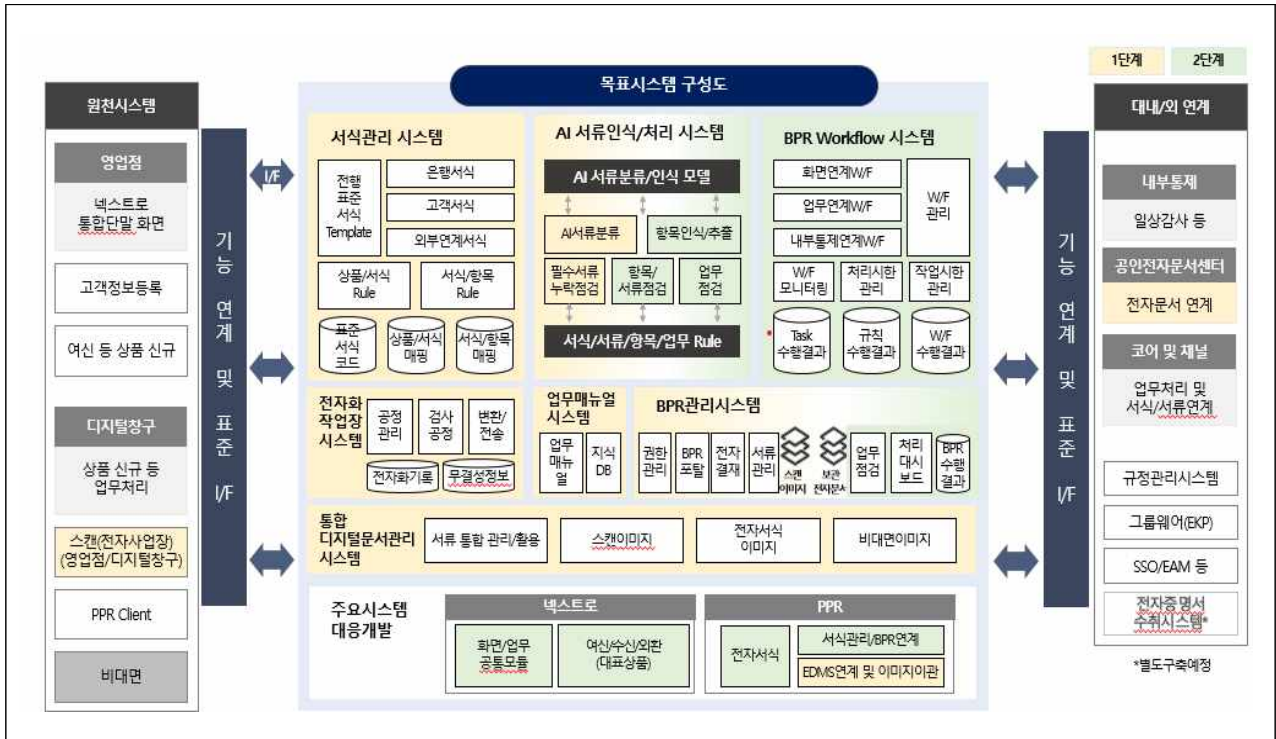 1단계
2단계
목표시스템 구성도
원천시스템
영업점
넥스트로
통합단말 화면
고객정보등록
여신 등 상품 신규
디지털창구
상품 신규 등
업무처리
스캔(전자사업장)
(영업점/디지털창구)
PPR Client
비대면
기능 연계 및 표준 I/F
I/F
서식관리 시스템
전행
표준
서식
Template
은행서식
고객서식
외부연계서식
상품/서식
Rule
서식/항목
Rule
표준
서식
코드
상품/서식
매핑
서식/항목
매핑
AI 서류인식/처리 시스템
AI 서류분류/인식 모델
AI서류분류
항목인식/추출
필수서류
누락점검
항목/
서류점검
업무
점검
서식/서류/항목/업무 Rule
BPR Workflow 시스템
화면연계W/F
업무연계W/F
내부통제연계W/F
W/F
관리
W/F
모니터링
처리시한
관리
작업시한
관리
Task
수행결과
규칙
수행결과
W/F
수행결과
전자화
작업장
시스템
공정
관리
검사
공정
변환/
전송
전자화기록
무결성정보
업무매뉴얼
시스템
업무
매뉴
얼
지식
DB
BPR관리시스템
권한
관리
BPR
포탈
전자
결재
서류
관리
스캔
이미지
보관
전자문서
업무
점검
처리
대시
보드
BPR
수행
결과
통합
디지털문서관리
시스템
서류 통합 관리/활용
스캔이미지
전자서식
이미지
비대면이미지
주요시스템
대응개발
넥스트로
화면/업무
공통모듈
여신/수신/외환
(대표상품)
PPR
전자서식
서식관리/BPR연계
EDMS연계 및 이미지이관
기능 연계 및 표준 I/F
대내/외 연계
내부통제
일상감사 등
공인전자문서센터
전자문서 연계
코어 및 채널
업무처리 및
서식/서류연계
규정관리시스템
그룹웨어(EKP)
SSO/EAM 등
전자증명서
수취시스템*
*별도구축예정